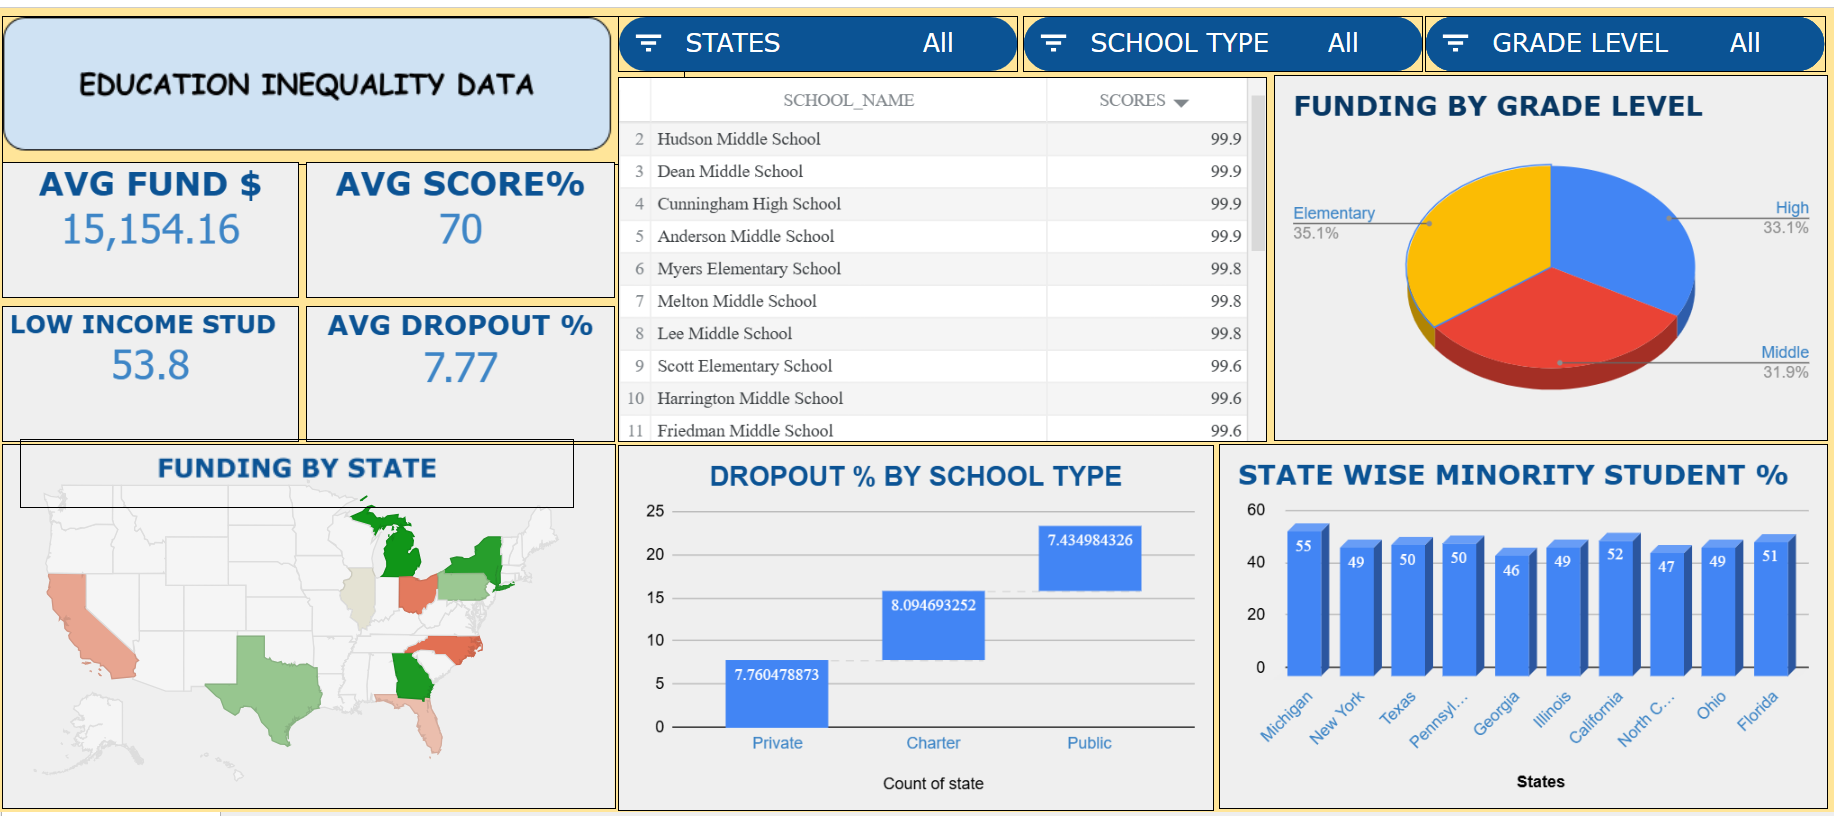 EDUCATION INEQUALITY DATA
STATES All
SCHOOL TYPE All
GRADE LEVEL All
AVG FUND $
15,154.16
AVG SCORE%
70
LOW INCOME STUD
53.8
AVG DROPOUT %
7.77
SCHOOL_NAME SCORES
2 Hudson Middle School 99.9
3 Dean Middle School 99.9
4 Cunningham High School 99.9
5 Anderson Middle School 99.9
6 Myers Elementary School 99.8
7 Melton Middle School 99.8
8 Lee Middle School 99.8
9 Scott Elementary School 99.6
10 Harrington Middle School 99.6
11 Friedman Middle School 99.6
FUNDING BY GRADE LEVEL
Elementary
35.1%
High
33.1%
Middle
31.9%
FUNDING BY STATE
DROPOUT % BY SCHOOL TYPE
25
20
15
10
5
0
7.760478873
8.094693252
7.434984326
Private
Charter
Public
Count of state
STATE WISE MINORITY STUDENT %
60
40
20
0
55
49
50
50
46
49
52
47
49
51
Michigan
New York
Texas
Pennsyl...
Georgia
Illinois
California
North C...
Ohio
Florida
States